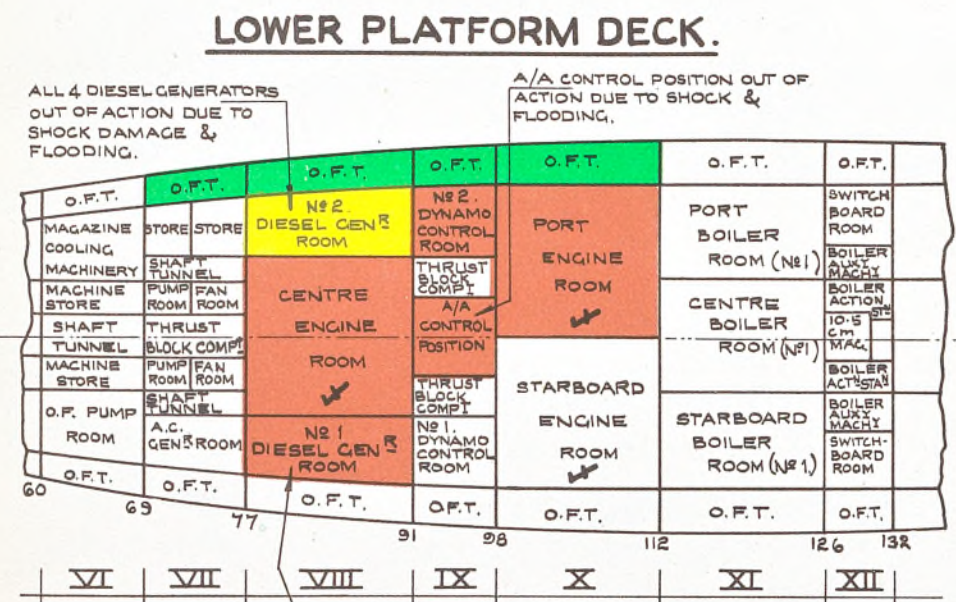 LOWER PLATFORM DECK.
ALL 4 DIESEL GENERATORS
OUT OF ACTION DUE TO
SHOCK DAMAGE &
FLOODING.
A/A CONTROL POSITION OUT OF
ACTION DUE TO SHOCK &
FLOODING.
O.F.T.
MAGAZINE
COOLING
MACHINERY
MACHINE
STORE
SHAFT
TUNNEL
MACHINE
STORE
O.F. PUMP
ROOM
O.F.T.
O.F.T.
STORE
STORE
SHAFT
TUNNEL
PUMP
ROOM
FAN
ROOM
THRUST
BLOCK COMPT
PUMP
ROOM
FAN
ROOM
SHAFT
TUNNEL
A.C.
GENR ROOM
O.F.T.
O.F.T.
No 2.
DIESEL GENR
ROOM
CENTRE
ENGINE
ROOM
No 1
DIESEL GENR
ROOM
O.F.T.
O.F.T.
No 2.
DYNAMO
CONTROL
ROOM
THRUST
BLOCK
COMPT
A/A
CONTROL
POSITION
THRUST
BLOCK
COMPT
No 1.
DYNAMO
CONTROL
ROOM
O.F.T.
O.F.T.
PORT
ENGINE
ROOM
STARBOARD
ENGINE
ROOM
O.F.T.
O.F.T.
PORT
BOILER
ROOM (No 1)
CENTRE
BOILER
ROOM (No 1)
STARBOARD
BOILER
ROOM (No 1.)
O.F.T.
O.F.T.
SWITCH
BOARD
ROOM
BOILER
AUXY
MACHY
BOILER
ACTION
STN
10·5
cm
MAG.
BOILER
ACTN STAN
BOILER
AUXY
MACHY
SWITCH-
BOARD
ROOM
O.F.T.
60
69
77
91
98
112
126
132
VI
VII
VIII
IX
X
XI
XII